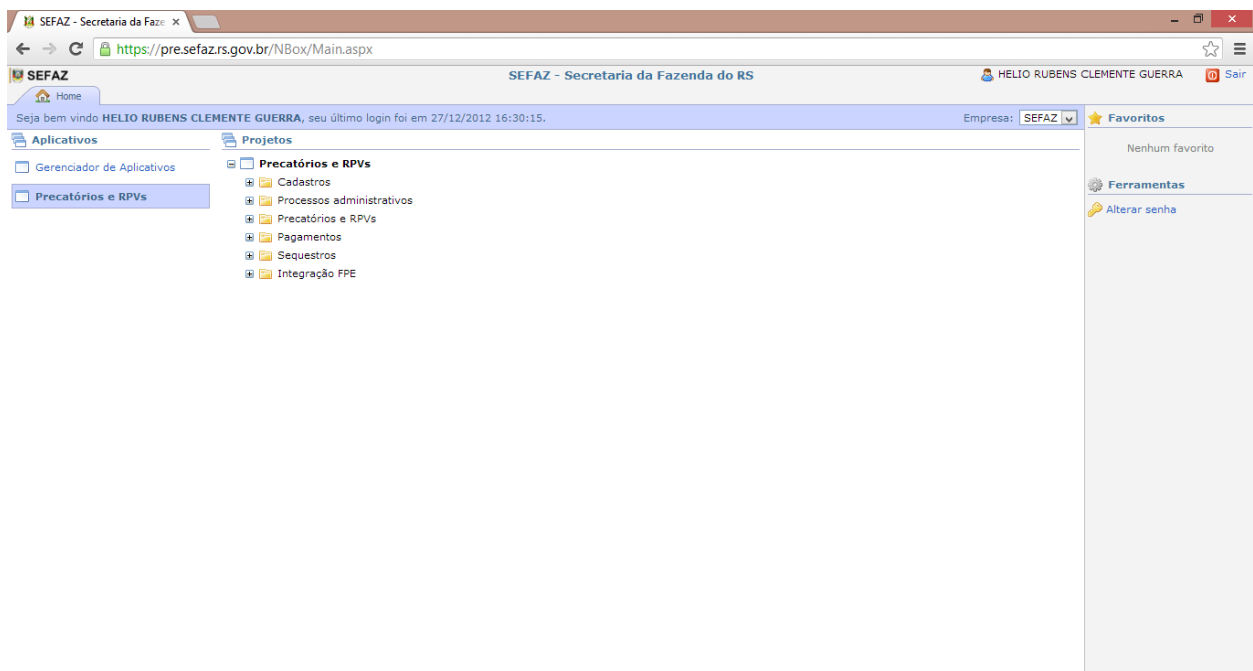 SEFAZ - Secretaria da Faze
https://pre.sefaz.rs.gov.br/NBox/Main.aspx
SEFAZ
SEFAZ - Secretaria da Fazenda do RS
HELIO RUBENS CLEMENTE GUERRA
Sair
Home
Seja bem vindo HELIO RUBENS CLEMENTE GUERRA, seu último login foi em 27/12/2012 16:30:15.
Empresa: SEFAZ
Favoritos
Aplicativos
Projetos
Nenhum favorito
Gerenciador de Aplicativos
Precatórios e RPVs
Precatórios e RPVs
Cadastros
Processos administrativos
Precatórios e RPVs
Pagamentos
Sequestros
Integração FPE
Ferramentas
Alterar senha